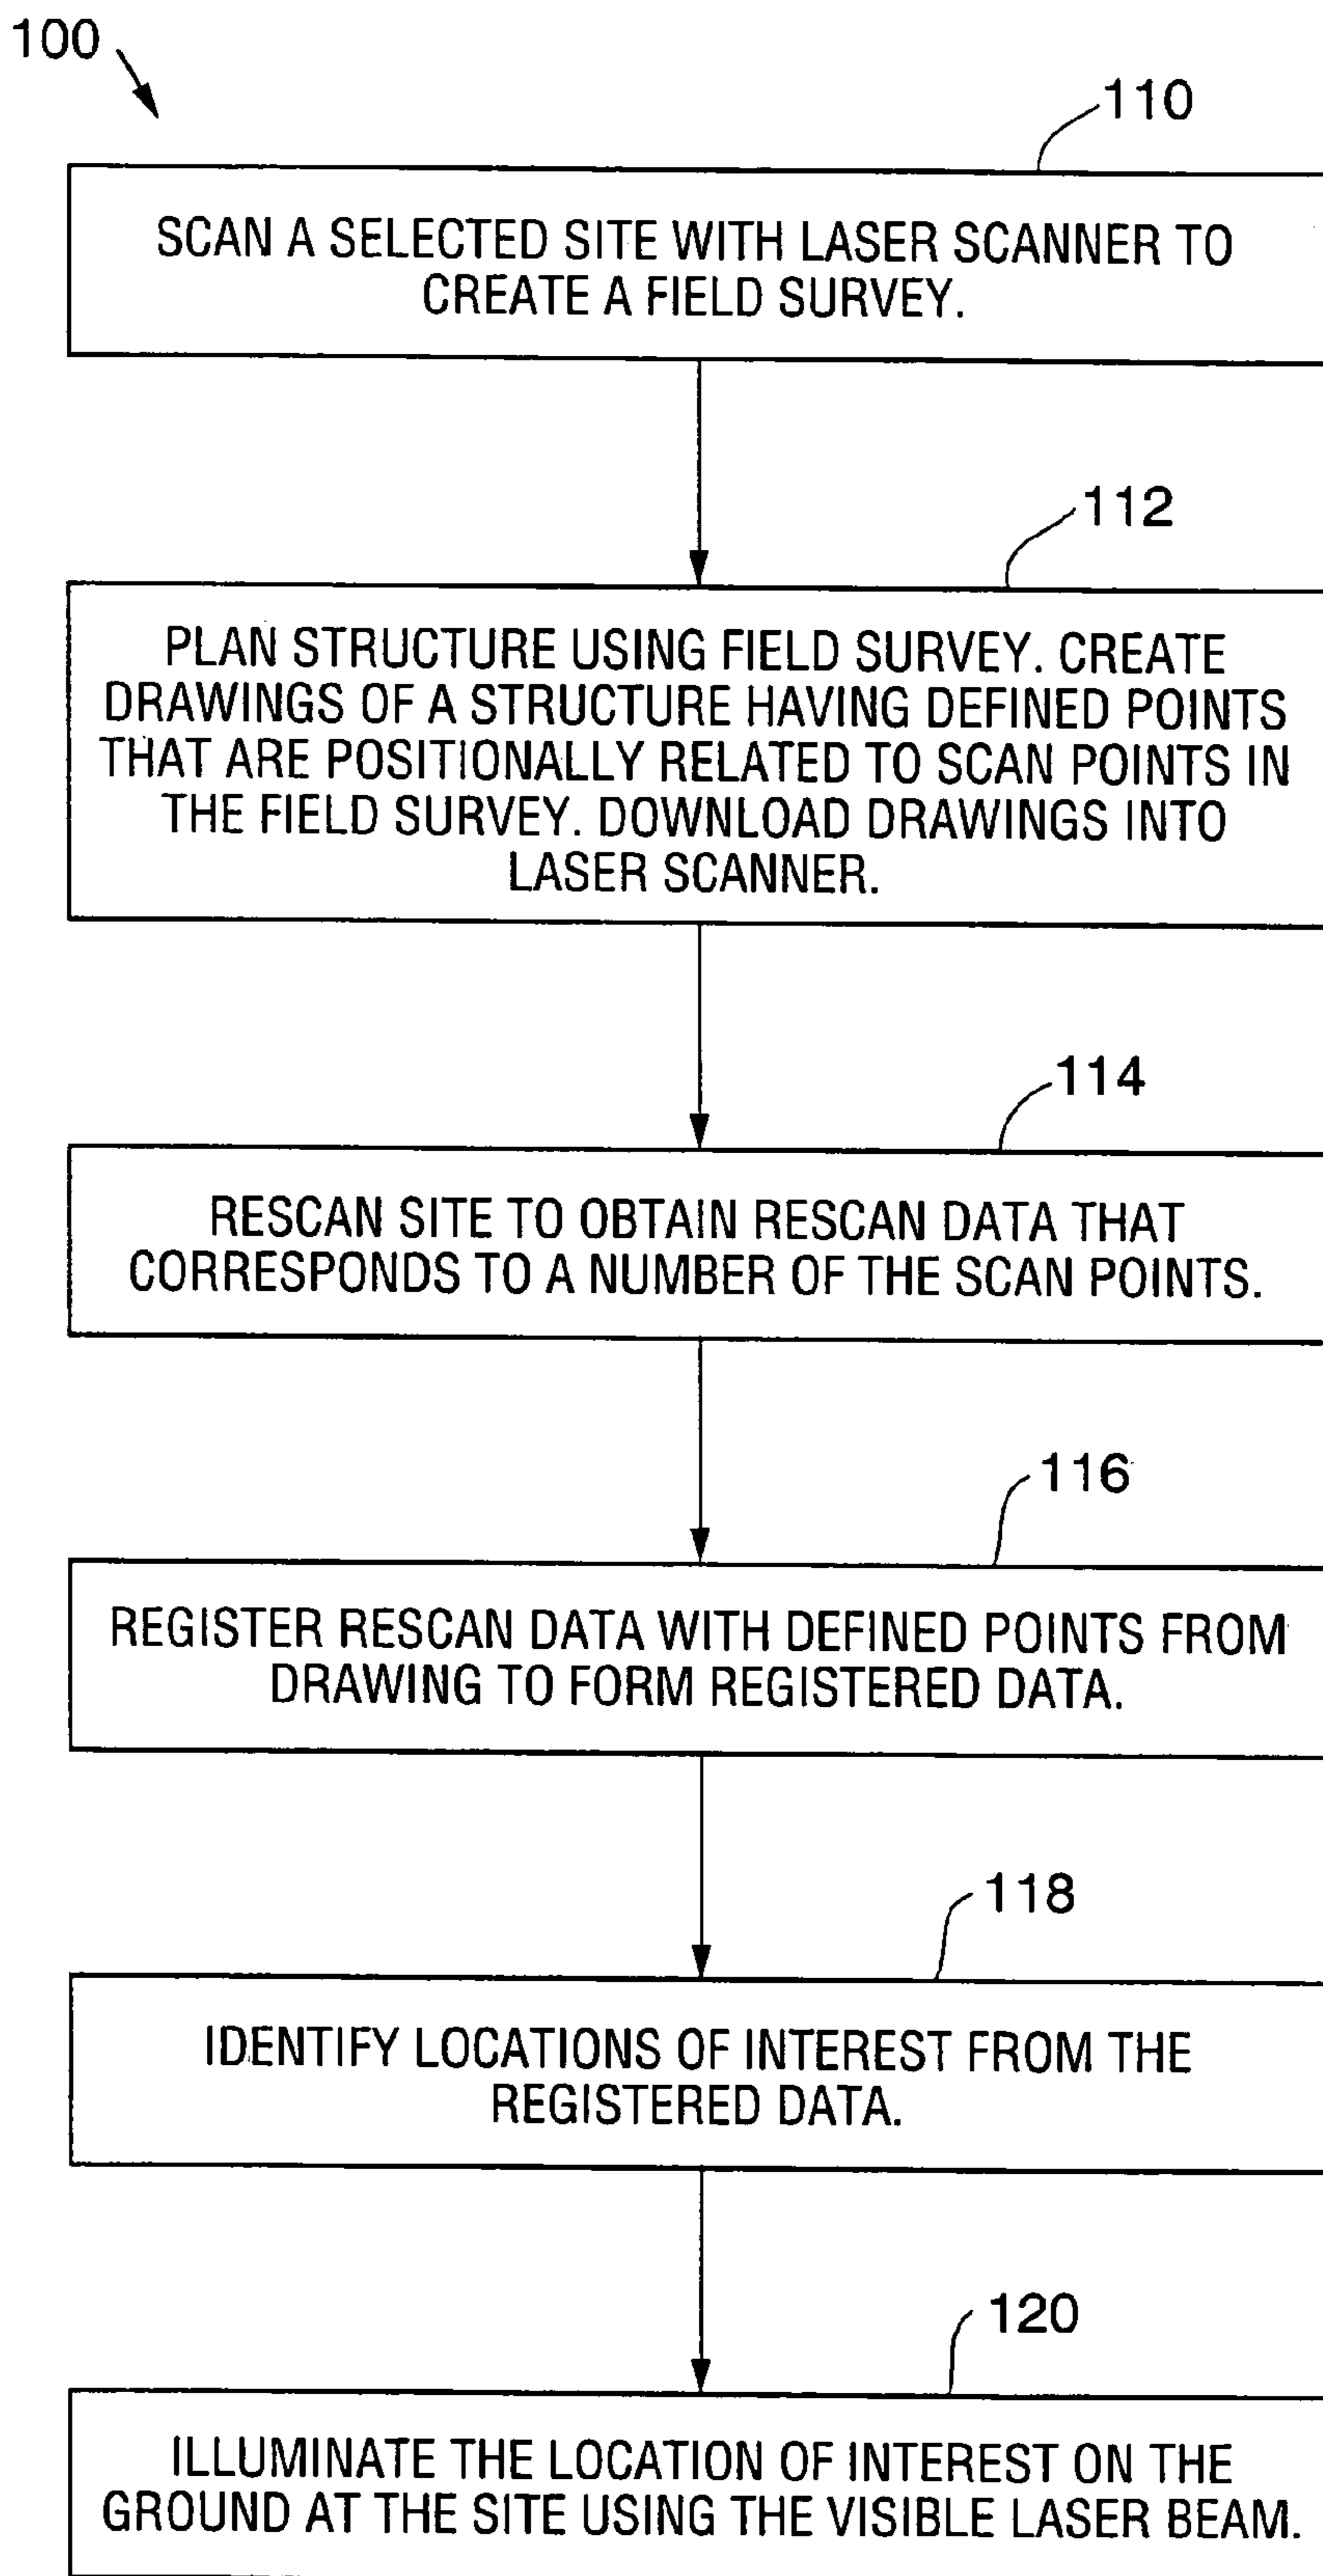 100
110
SCAN A SELECTED SITE WITH LASER SCANNER TO
CREATE A FIELD SURVEY.
112
PLAN STRUCTURE USING FIELD SURVEY. CREATE
DRAWINGS OF A STRUCTURE HAVING DEFINED POINTS
THAT ARE POSITIONALLY RELATED TO SCAN POINTS IN
THE FIELD SURVEY. DOWNLOAD DRAWINGS INTO
LASER SCANNER.
114
RESCAN SITE TO OBTAIN RESCAN DATA THAT
CORRESPONDS TO A NUMBER OF THE SCAN POINTS.
116
REGISTER RESCAN DATA WITH DEFINED POINTS FROM
DRAWING TO FORM REGISTERED DATA.
118
IDENTIFY LOCATIONS OF INTEREST FROM THE
REGISTERED DATA.
120
ILLUMINATE THE LOCATION OF INTEREST ON THE
GROUND AT THE SITE USING THE VISIBLE LASER BEAM.